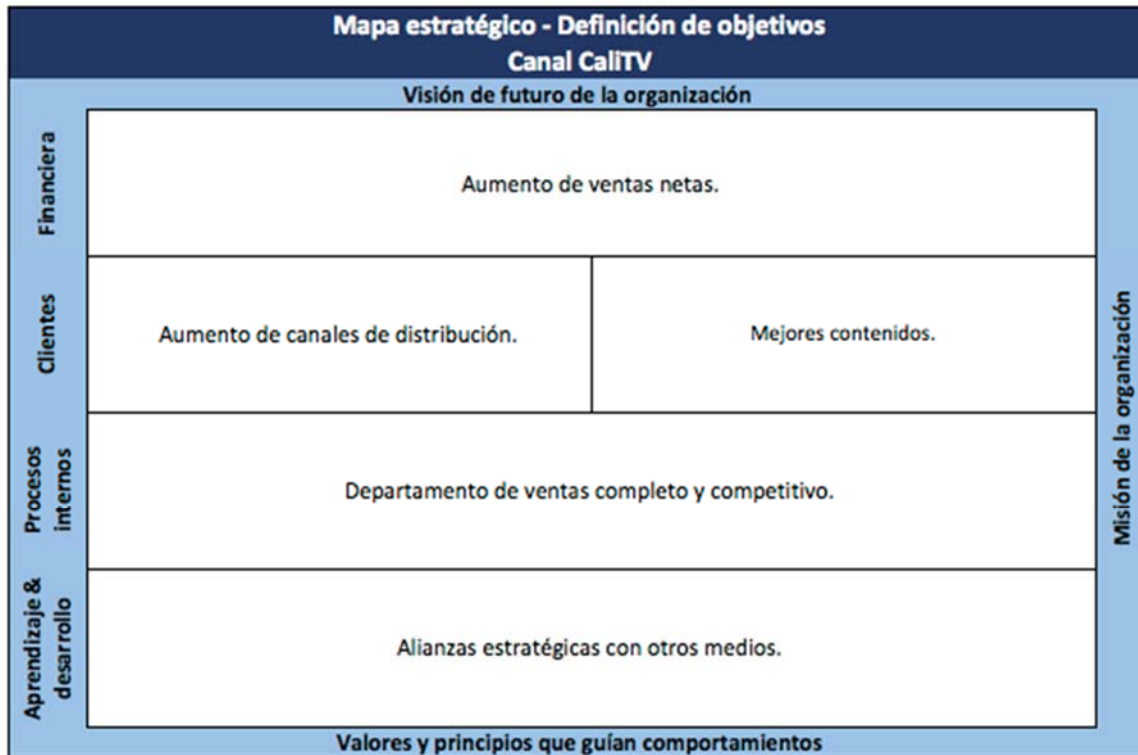 Mapa estratégico - Definición de objetivos
Canal CaliTV
Visión de futuro de la organización
Financiera
Aumento de ventas netas.
Clientes
Aumento de canales de distribución.
Mejores contenidos.
Procesos
internos
Departamento de ventas completo y competitivo.
Aprendizaje &
desarrollo
Alianzas estratégicas con otros medios.
Misión de la organización
Valores y principios que guían comportamientos